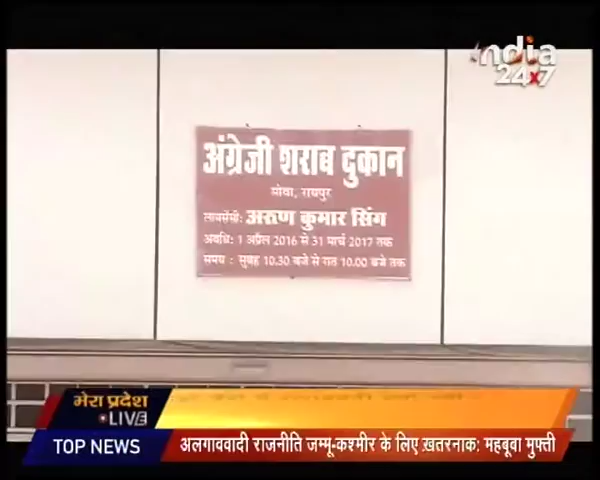 India
24x7
अंग्रेजी शराब दुकान
मोवा, रायपुर
लायसेंसी: अरुण कुमार सिंग
अवधि: 1 अप्रैल 2016 से 31 मार्च 2017 तक
समय : सुबह 10.30 बजे से रात 10.00 बजे तक
मेरा प्रदेश
LIVE
TOP NEWS
अलगाववादी राजनीति जम्मू-कश्मीर के लिए ख़तरनाक: महबूबा मुफ्ती